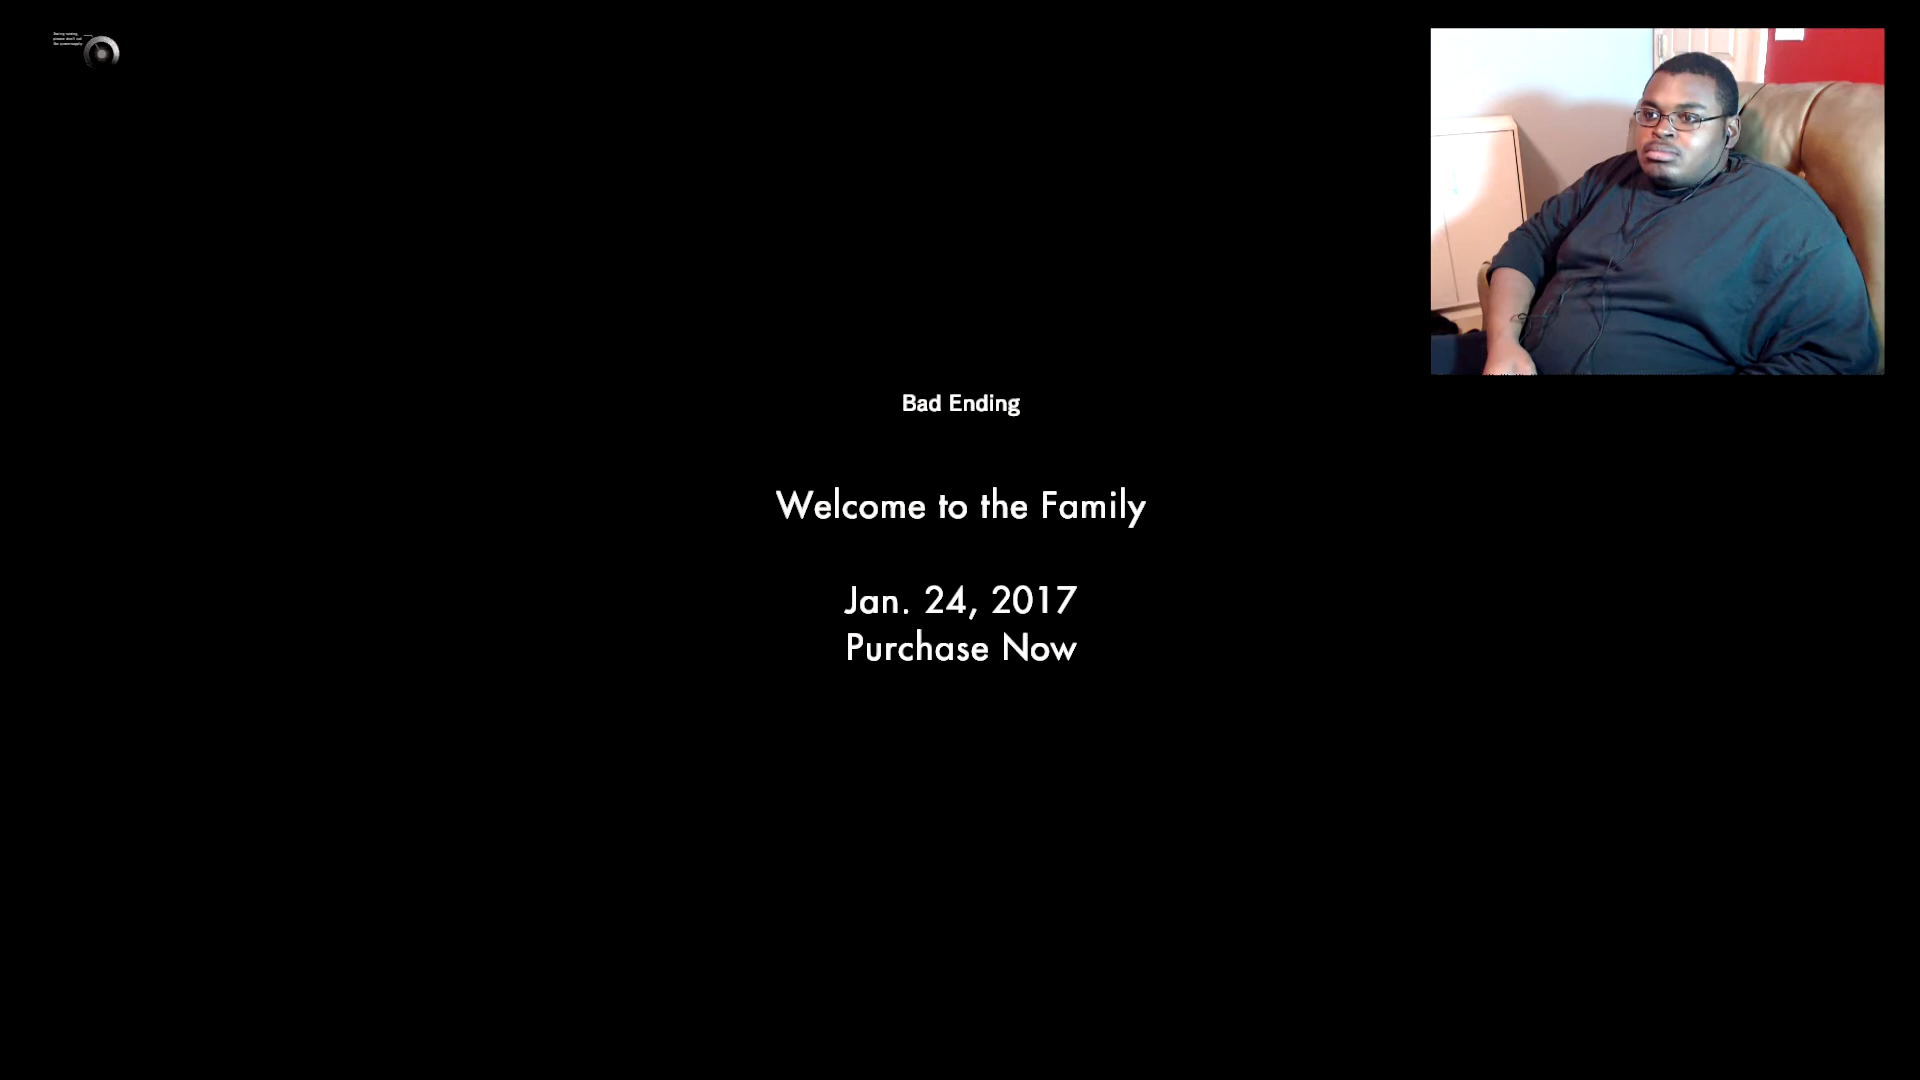 Bad Ending
Welcome to the Family
Jan. 24, 2017
Purchase Now